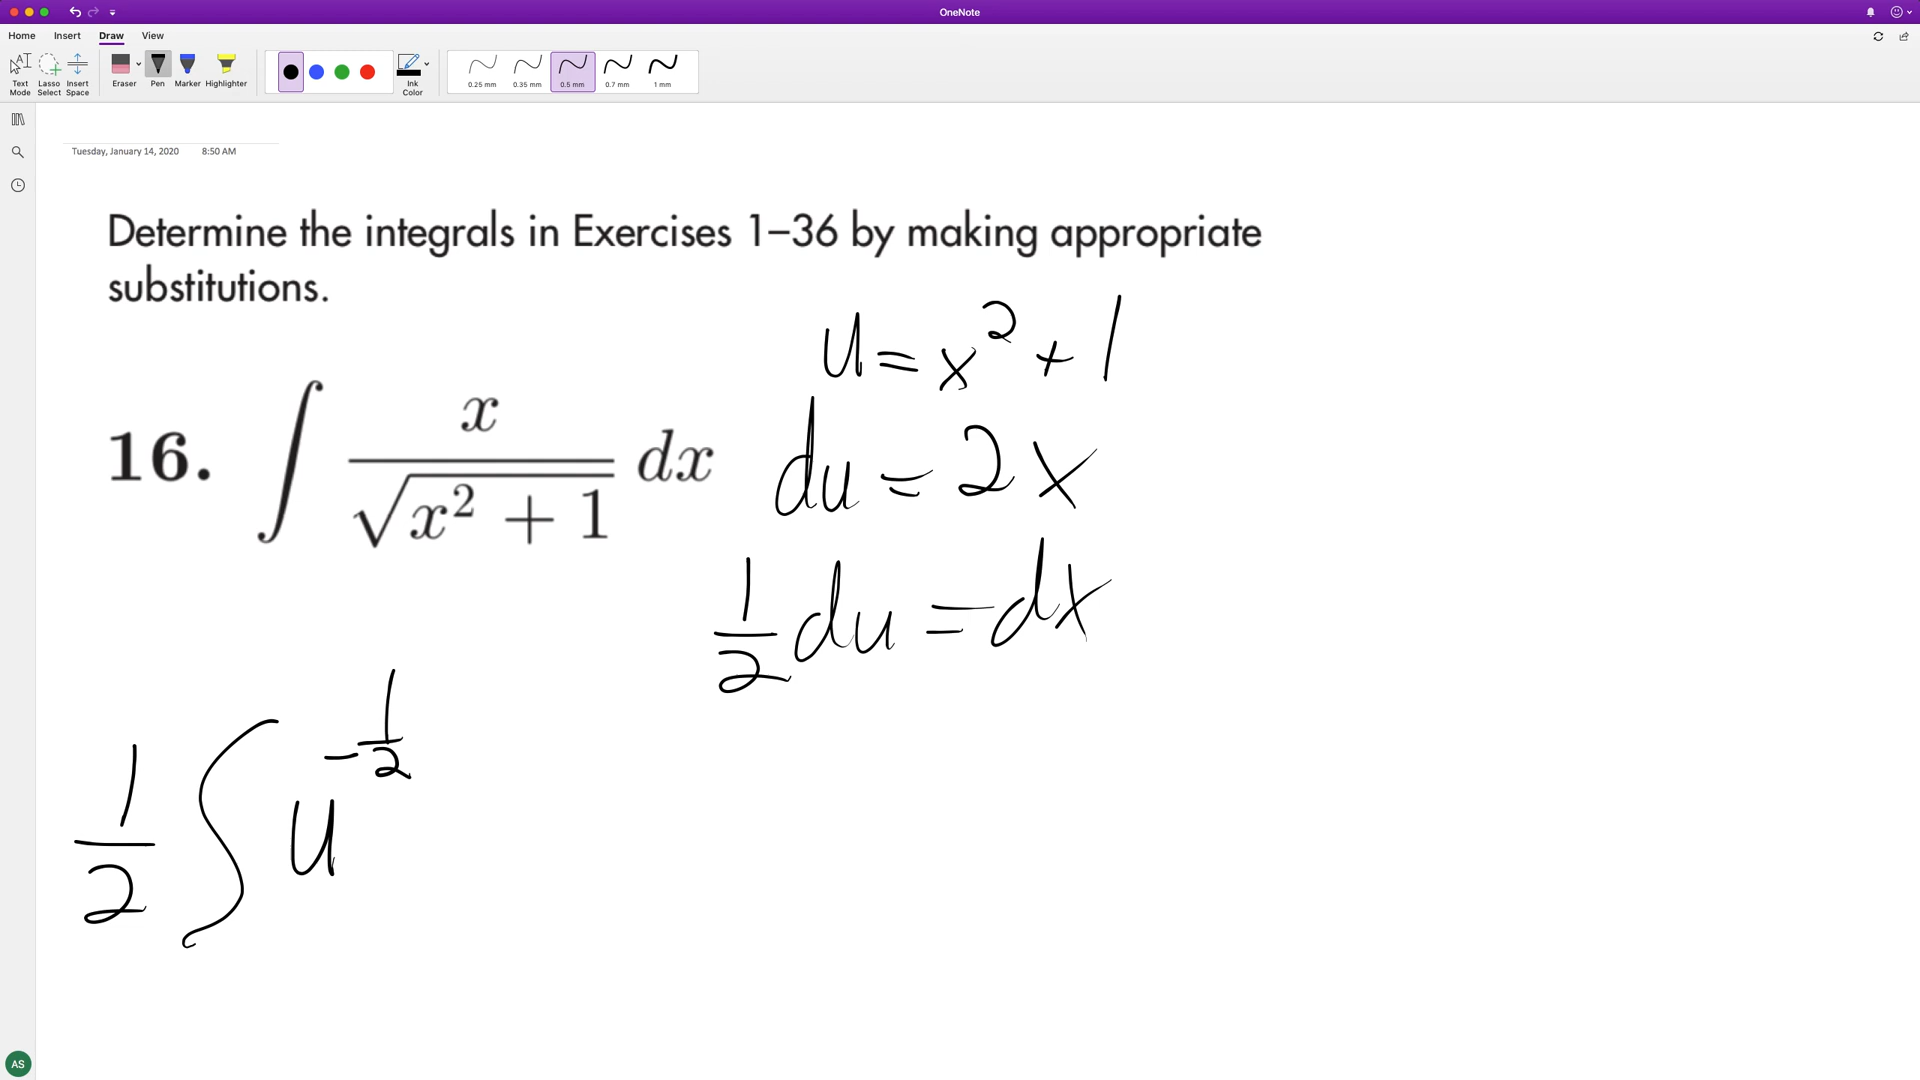 OneNote
Home Insert Draw View
Text Mode Lasso Select Insert Space Eraser Pen Marker Highlighter Ink Color 0.25 mm 0.35 mm 0.5 mm 0.7 mm 1 mm
Tuesday, January 14, 2020 8:50 AM
Determine the integrals in Exercises 1–36 by making appropriate
substitutions.
u = x^2 + 1
16. ∫ x/√(x^2 + 1) dx
du = 2x
1/2 du = dx
1/2 ∫ u^(-1/2)
AS